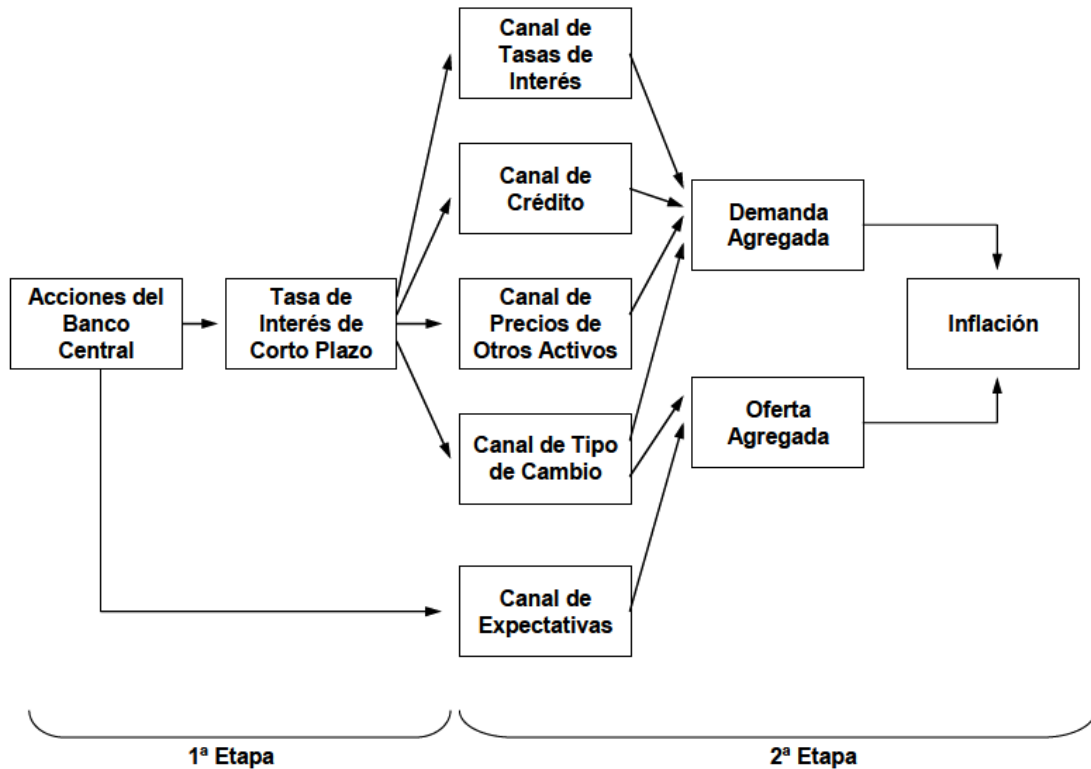 Canal de
Tasas de
Interés
Canal de
Crédito
Demanda
Agregada
Acciones del
Banco
Central
Tasa de
Interés de
Corto Plazo
Canal de
Precios de
Otros Activos
Inflación
Oferta
Agregada
Canal de Tipo
de Cambio
Canal de
Expectativas
1ª Etapa
2ª Etapa